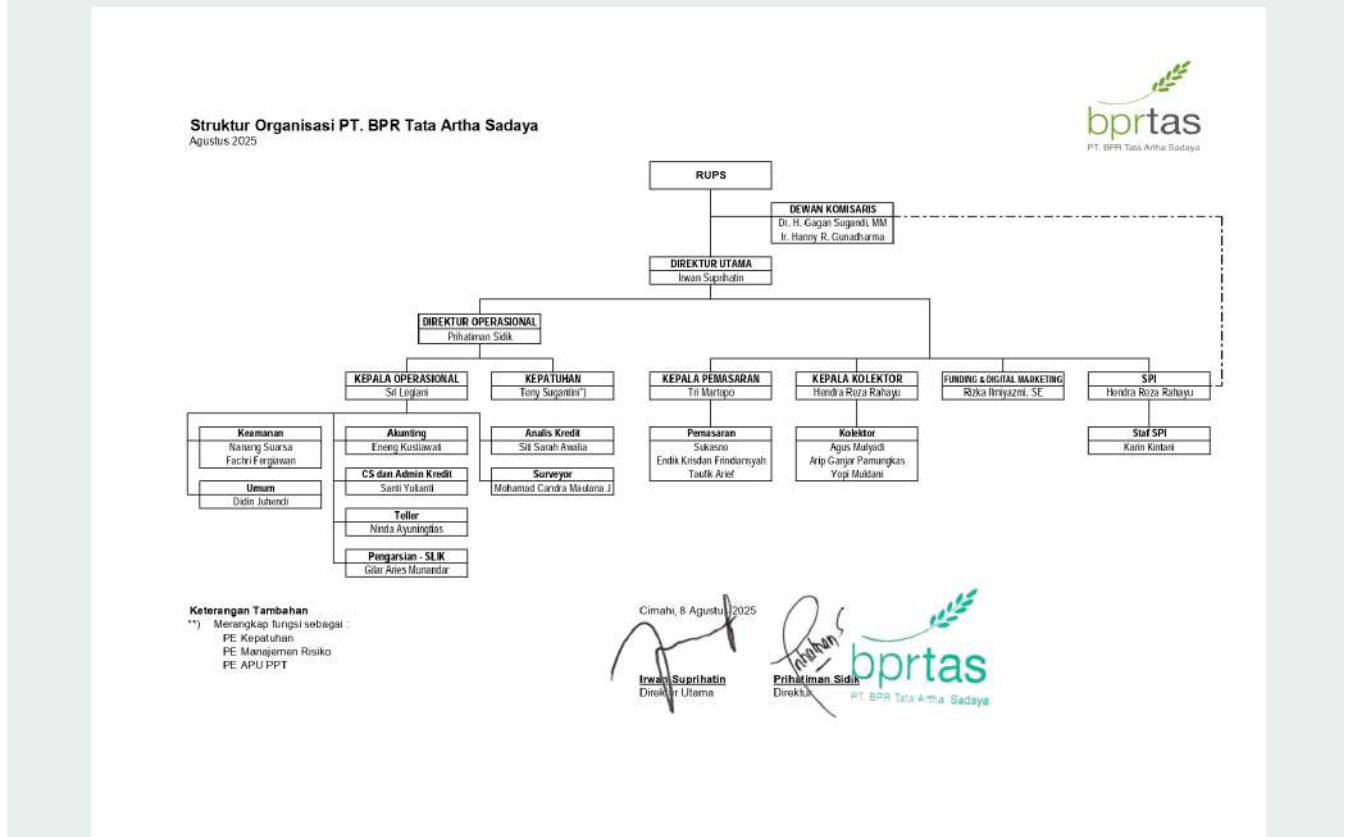 Struktur Organisasi PT. BPR Tata Artha Sadaya
Agustus 2025
bprtas
PT. BPR Tata Artha Sadaya
RUPS
DEWAN KOMISARIS
Dr. H. Gagan Sugandi, MM
Ir. Hanny R. Gunadharma
DIREKTUR UTAMA
Irwan Suprihatin
DIREKTUR OPERASIONAL
Prihatiman Sidik
KEPALA OPERASIONAL
Sri Legiani
KEPATUHAN
Teny Sugantini*)
KEPALA PEMASARAN
Tri Martopo
KEPALA KOLEKTOR
Hendra Reza Rahayu
FUNDING & DIGITAL MARKETING
Rizka Ilmiyazmi, SE
SPI
Hendra Reza Rahayu
Keamanan
Nanang Suarsa
Fachri Fergiawan
Umum
Didin Juhendi
Akunting
Eneng Kustiawati
CS dan Admin Kredit
Santi Yulianti
Teller
Ninda Ayuningtias
Pengarsian - SLIK
Gilar Aries Munandar
Analis Kredit
Siti Sarah Awalia
Surveyor
Mohamad Candra Maulana J
Pemasaran
Sukasno
Endik Krisdan Frindiansyah
Taufik Arief
Kolektor
Agus Mulyadi
Arip Ganjar Pamungkas
Yopi Muldani
Staf SPI
Karin Kintani
Keterangan Tambahan
**) Merangkap fungsi sebagai :
PE Kepatuhan
PE Manajemen Risiko
PE APU PPT
Cimahi, 8 Agustus 2025
Irwan Suprihatin
Direktur Utama
Prihatiman Sidik
Direktur
bprtas
PT. BPR Tata Artha Sadaya